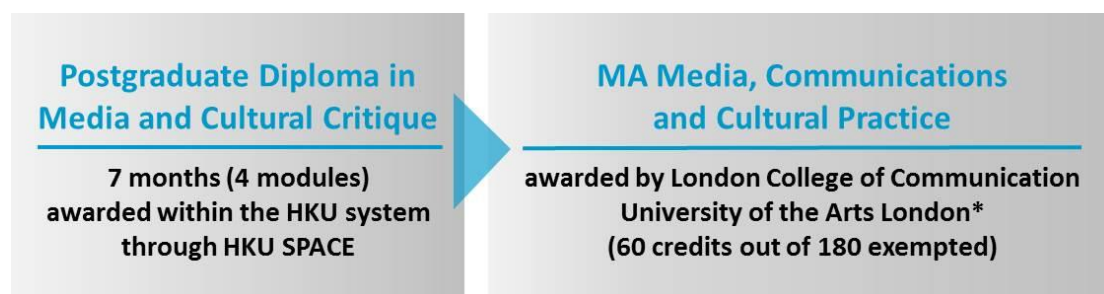 Postgraduate Diploma in
Media and Cultural Critique
7 months (4 modules)
awarded within the HKU system
through HKU SPACE
MA Media, Communications
and Cultural Practice
awarded by London College of Communication
University of the Arts London*
(60 credits out of 180 exempted)